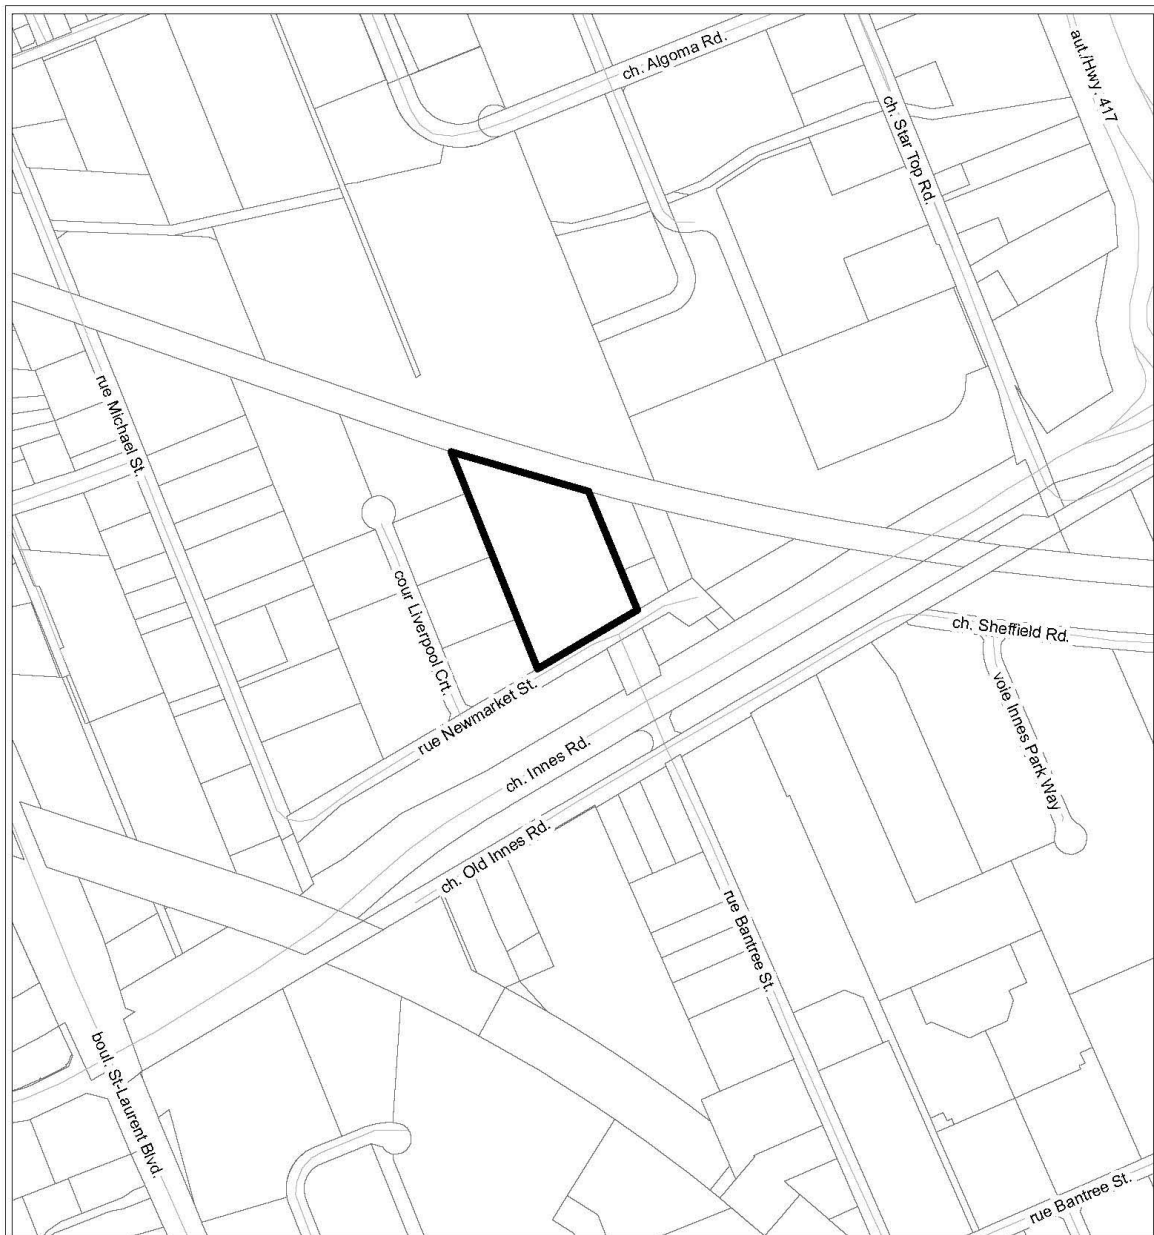 ch. Algoma Rd.
aut./Hwy. 417
ch. Star Top Rd.
rue Michael St.
cour Liverpool Crt.
ch. Sheffield Rd.
rue Newmarket St.
voie Innes Park Way
ch. Innes Rd.
ch. Old Innes Rd.
rue Bantree St.
boul. St-Laurent Blvd.
rue Bantree St.